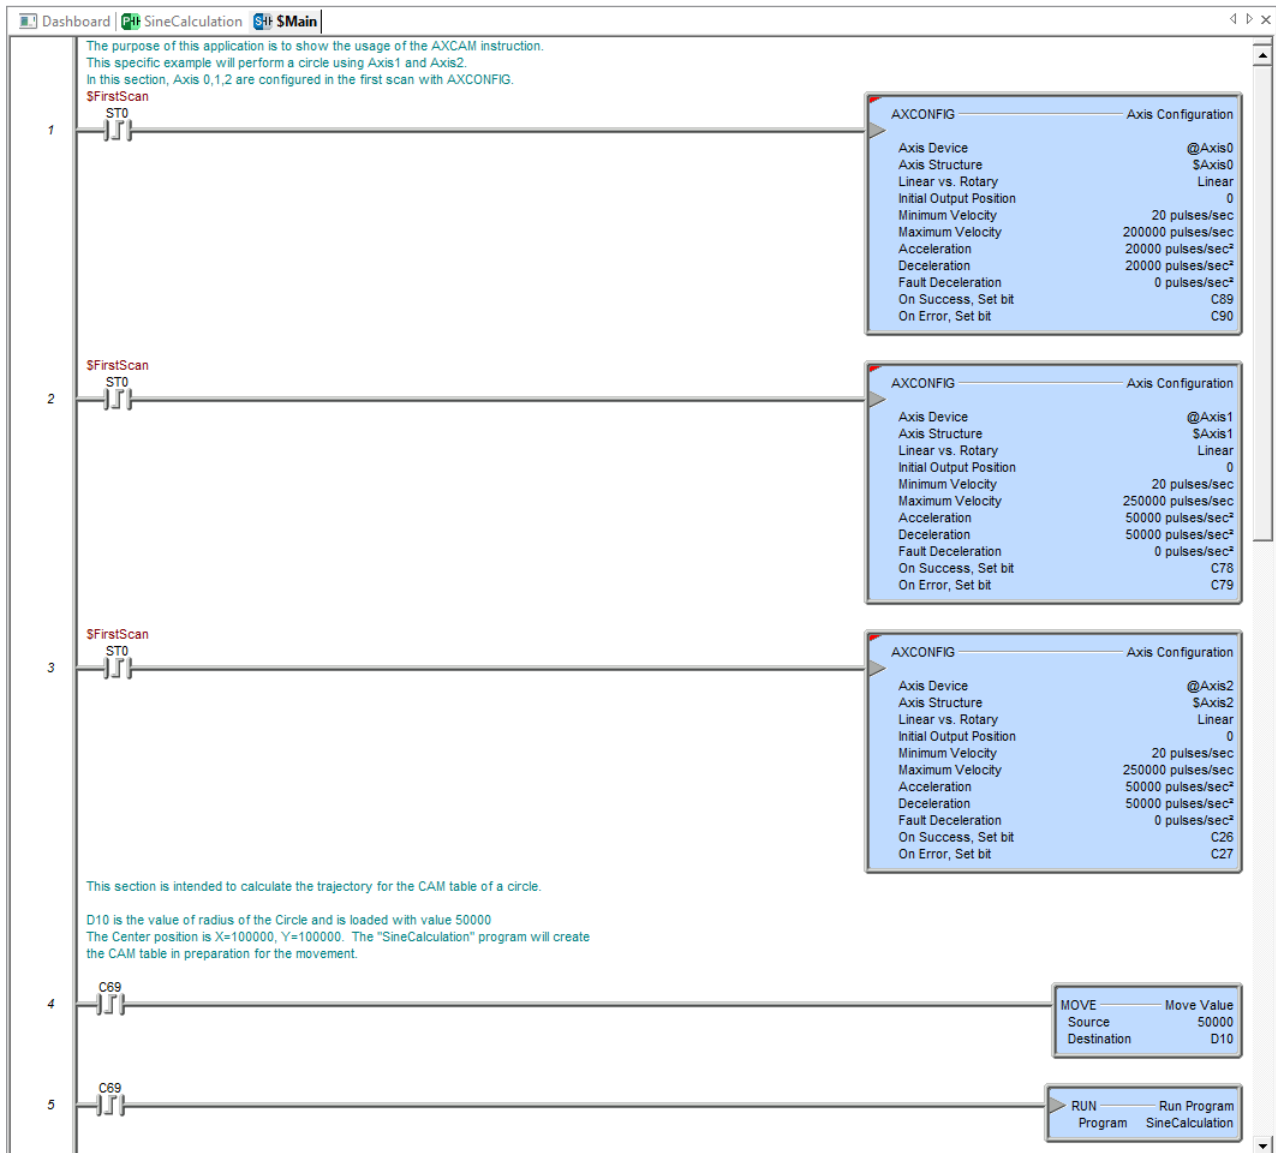 Dashboard SineCalculation $Main
The purpose of this application is to show the usage of the AXCAM instruction.
This specific example will perform a circle using Axis1 and Axis2.
In this section, Axis 0,1,2 are configured in the first scan with AXCONFIG.
$FirstScan
ST0
1
AXCONFIG Axis Configuration
Axis Device @Axis0
Axis Structure $Axis0
Linear vs. Rotary Linear
Initial Output Position 0
Minimum Velocity 20 pulses/sec
Maximum Velocity 200000 pulses/sec
Acceleration 20000 pulses/sec²
Deceleration 20000 pulses/sec²
Fault Deceleration 0 pulses/sec²
On Success, Set bit C89
On Error, Set bit C90
$FirstScan
ST0
2
AXCONFIG Axis Configuration
Axis Device @Axis1
Axis Structure $Axis1
Linear vs. Rotary Linear
Initial Output Position 0
Minimum Velocity 20 pulses/sec
Maximum Velocity 250000 pulses/sec
Acceleration 50000 pulses/sec²
Deceleration 50000 pulses/sec²
Fault Deceleration 0 pulses/sec²
On Success, Set bit C78
On Error, Set bit C79
$FirstScan
ST0
3
AXCONFIG Axis Configuration
Axis Device @Axis2
Axis Structure $Axis2
Linear vs. Rotary Linear
Initial Output Position 0
Minimum Velocity 20 pulses/sec
Maximum Velocity 250000 pulses/sec
Acceleration 50000 pulses/sec²
Deceleration 50000 pulses/sec²
Fault Deceleration 0 pulses/sec²
On Success, Set bit C26
On Error, Set bit C27
This section is intended to calculate the trajectory for the CAM table of a circle.
D10 is the value of radius of the Circle and is loaded with value 50000
The Center position is X=100000, Y=100000. The "SineCalculation" program will create
the CAM table in preparation for the movement.
C69
4
MOVE Move Value
Source 50000
Destination D10
C69
5
RUN Run Program
Program SineCalculation